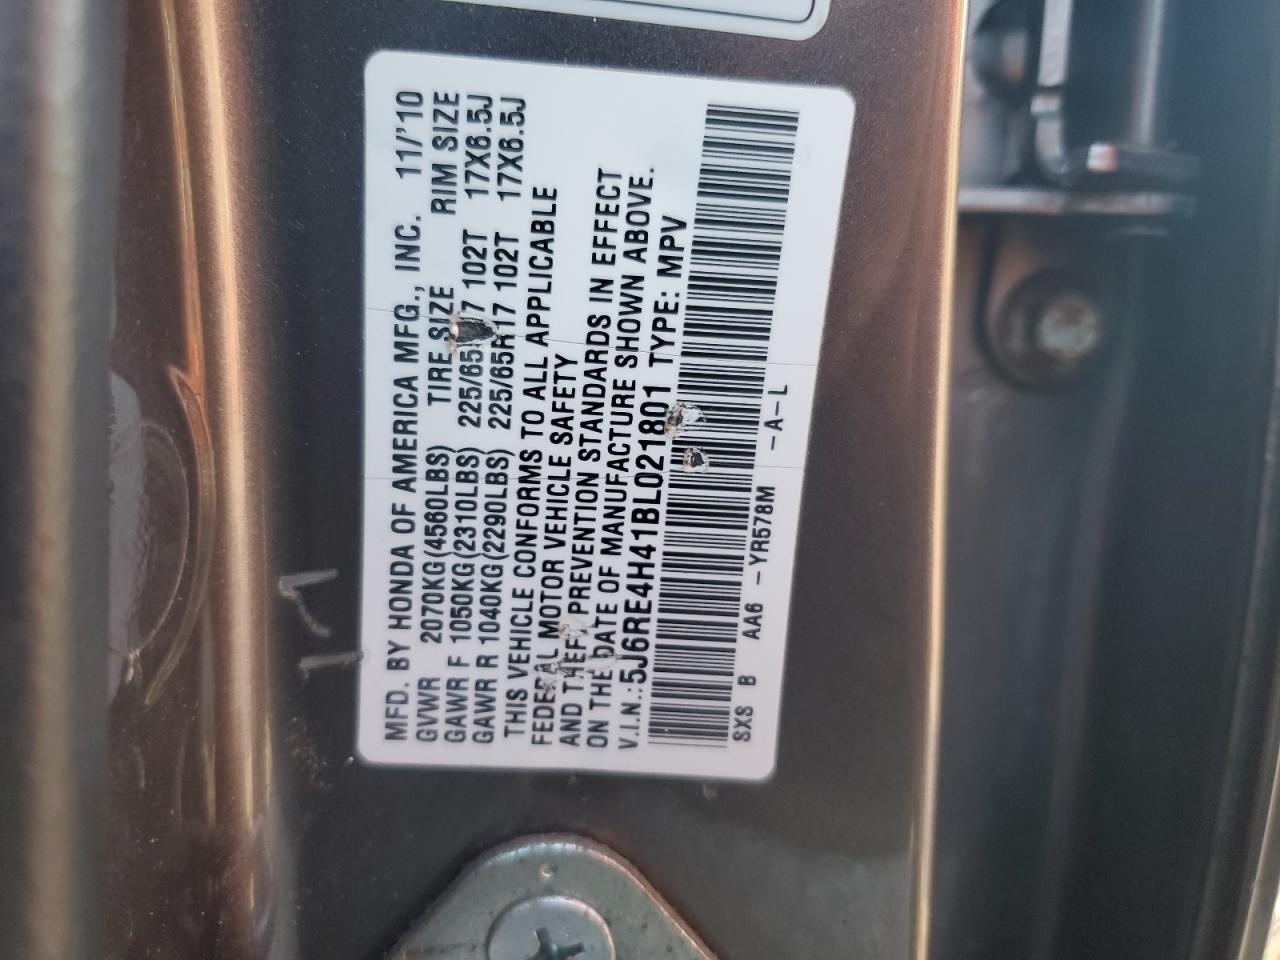 MFD. BY HONDA OF AMERICA MFG., INC. 11/'10
GVWR 2070KG(4560LBS) TIRE SIZE RIM SIZE
GAWR F 1050KG(2310LBS) 225/65R17 102T 17X6.5J
GAWR R 1040KG(2290LBS) 225/65R17 102T 17X6.5J
THIS VEHICLE CONFORMS TO ALL APPLICABLE
FEDERAL MOTOR VEHICLE SAFETY
AND THEFT PREVENTION STANDARDS IN EFFECT
ON THE DATE OF MANUFACTURE SHOWN ABOVE.
V.I.N.:5J6RE4H41BL021801 TYPE: MPV
SXS B AA6 -YR578M -A-L